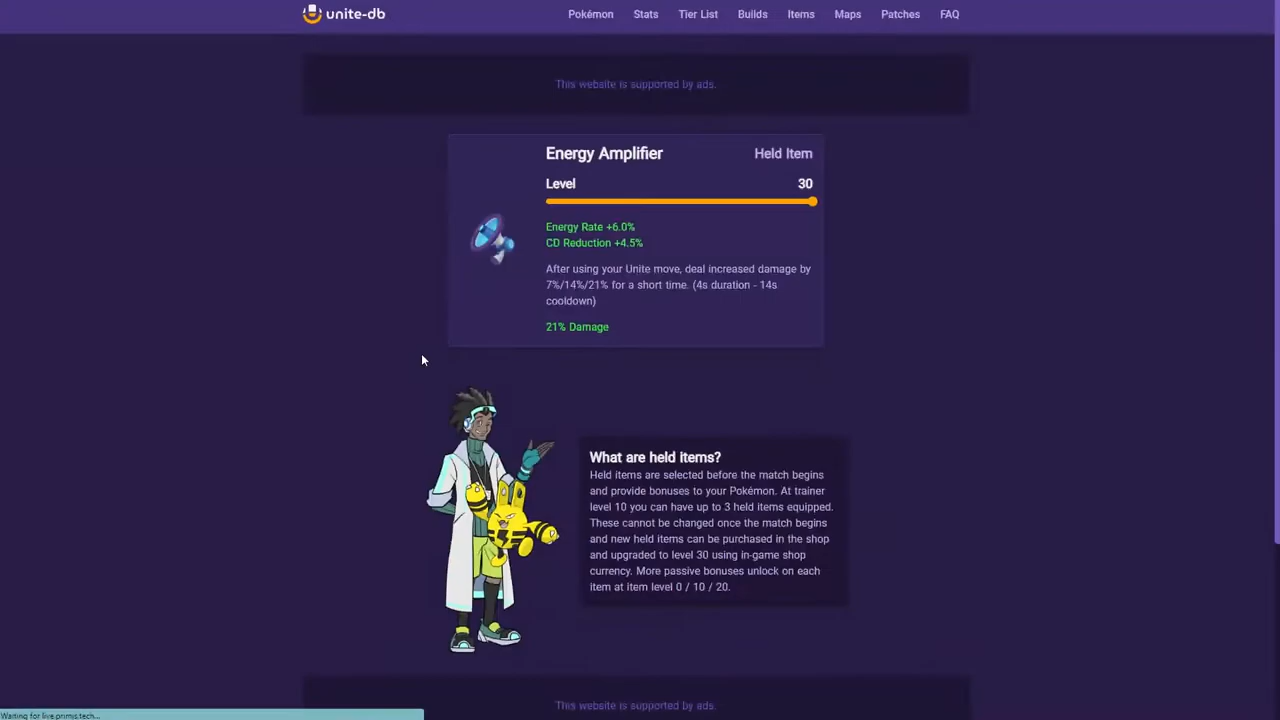 unite-db
Pokémon
Stats
Tier List
Builds
Items
Maps
Patches
FAQ
This website is supported by ads.
Energy Amplifier
Held Item
Level
30
Energy Rate +6.0%
CD Reduction +4.5%
After using your Unite move, deal increased damage by
7%/14%/21% for a short time. (4s duration - 14s
cooldown)
21% Damage
What are held items?
Held items are selected before the match begins
and provide bonuses to your Pokémon. At trainer
level 10 you can have up to 3 held items equipped.
These cannot be changed once the match begins
and new held items can be purchased in the shop
and upgraded to level 30 using in-game shop
currency. More passive bonuses unlock on each
item at item level 0 / 10 / 20.
This website is supported by ads.
Waiting for live.primis.tech...